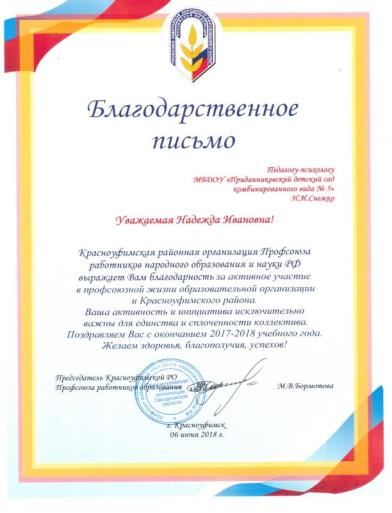 Благодарственное
письмо
Педагогу-психологу
МБДОУ «Приданниковский детский сад
комбинированного вида № 5»
Н.И.Снежко
Уважаемая Надежда Ивановна!
Красноуфимская районная организация Профсоюза
работников народного образования и науки РФ
выражает Вам благодарность за активное участие
в профсоюзной жизни образовательной организации
и Красноуфимского района.
Ваша активность и инициатива исключительно
важны для единства и сплоченности коллектива.
Поздравляем Вас с окончанием 2017-2018 учебного года.
Желаем здоровья, благополучия, успехов!
Председатель Красноуфимской РО
Профсоюза работников образования М.В.Бормотова
г. Красноуфимск
06 июня 2018 г.